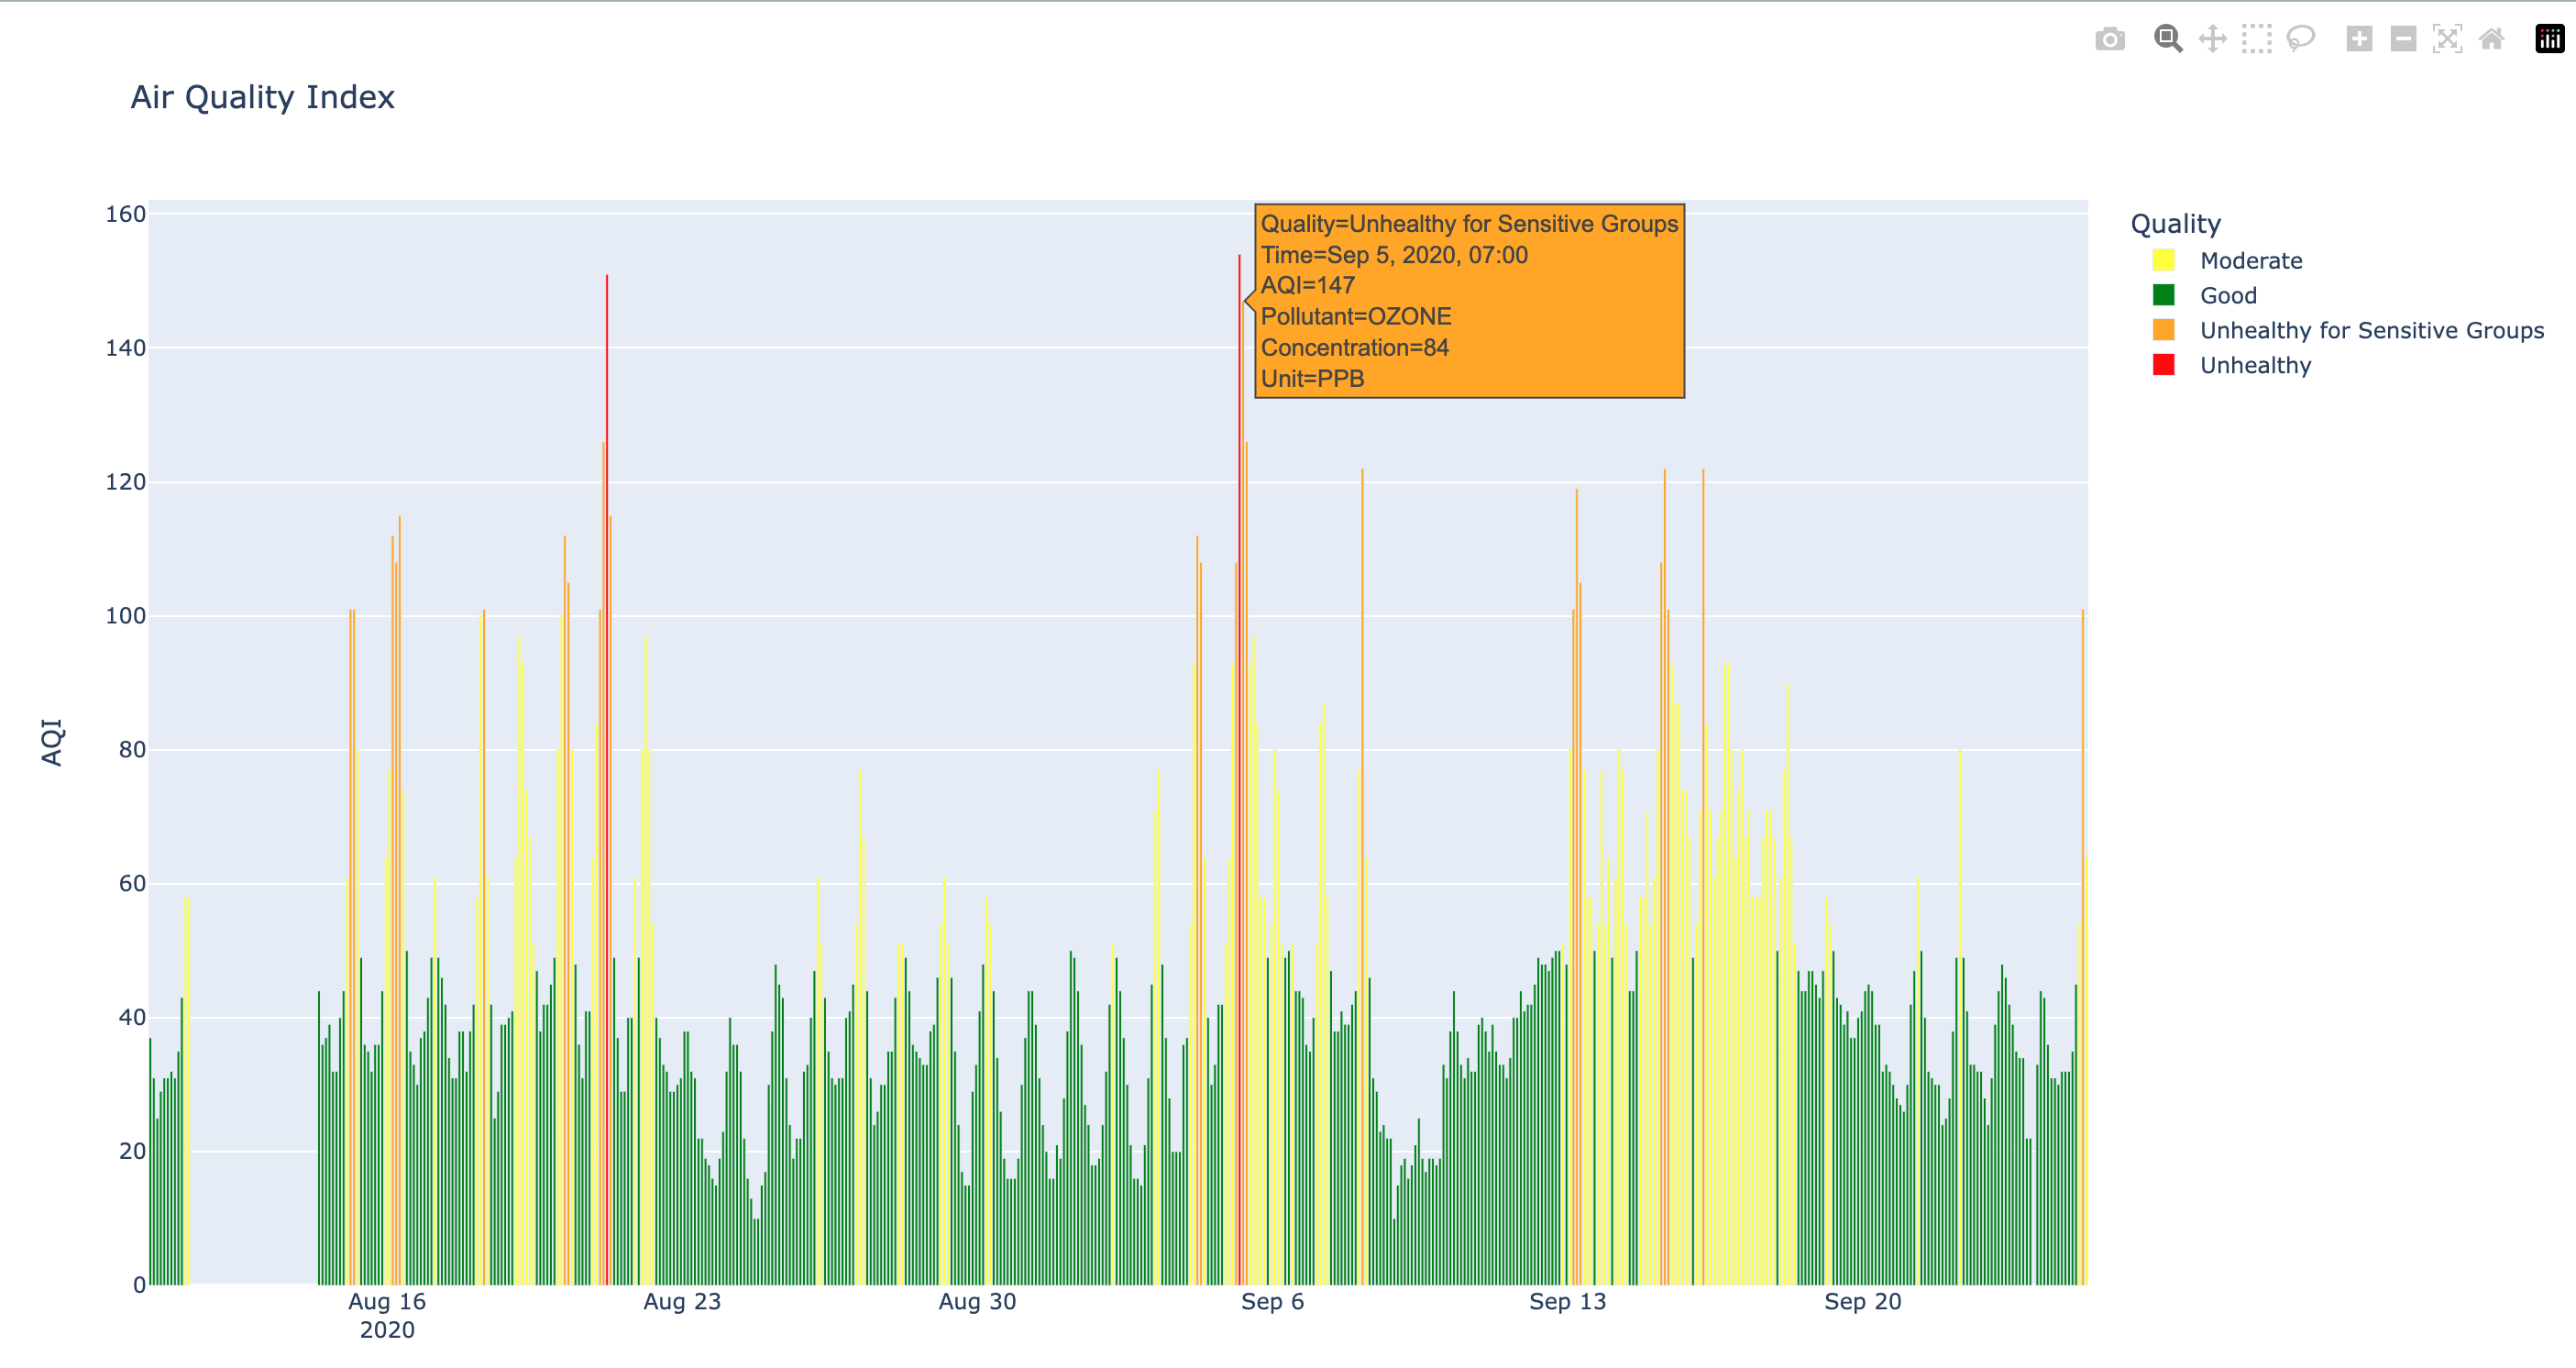 Air Quality Index
160
140
120
100
80
60
40
20
0
AQI
Quality=Unhealthy for Sensitive Groups
Time=Sep 5, 2020, 07:00
AQI=147
Pollutant=OZONE
Concentration=84
Unit=PPB
Quality
Moderate
Good
Unhealthy for Sensitive Groups
Unhealthy
Aug 16
2020
Aug 23
Aug 30
Sep 6
Sep 13
Sep 20